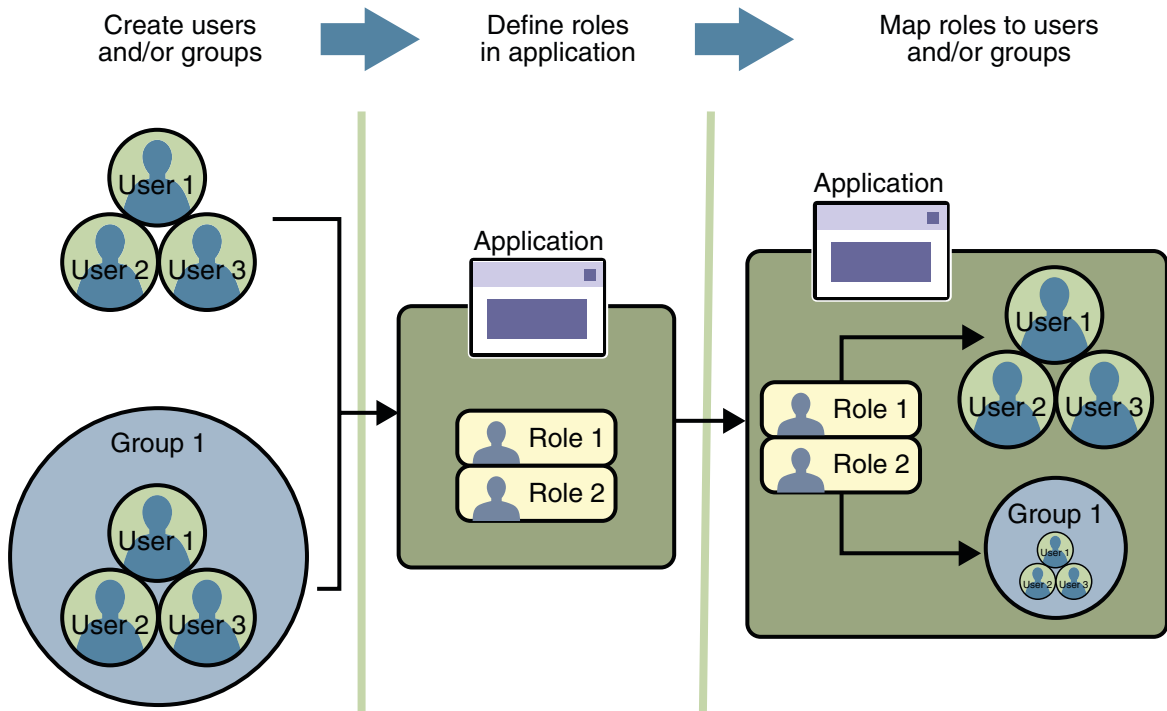 Create users
and/or groups
Define roles
in application
Map roles to users
and/or groups
User 1
User 2
User 3
Group 1
User 1
User 2
User 3
Application
Role 1
Role 2
Application
Role 1
Role 2
User 1
User 2
User 3
Group 1
User 1
User 2
User 3